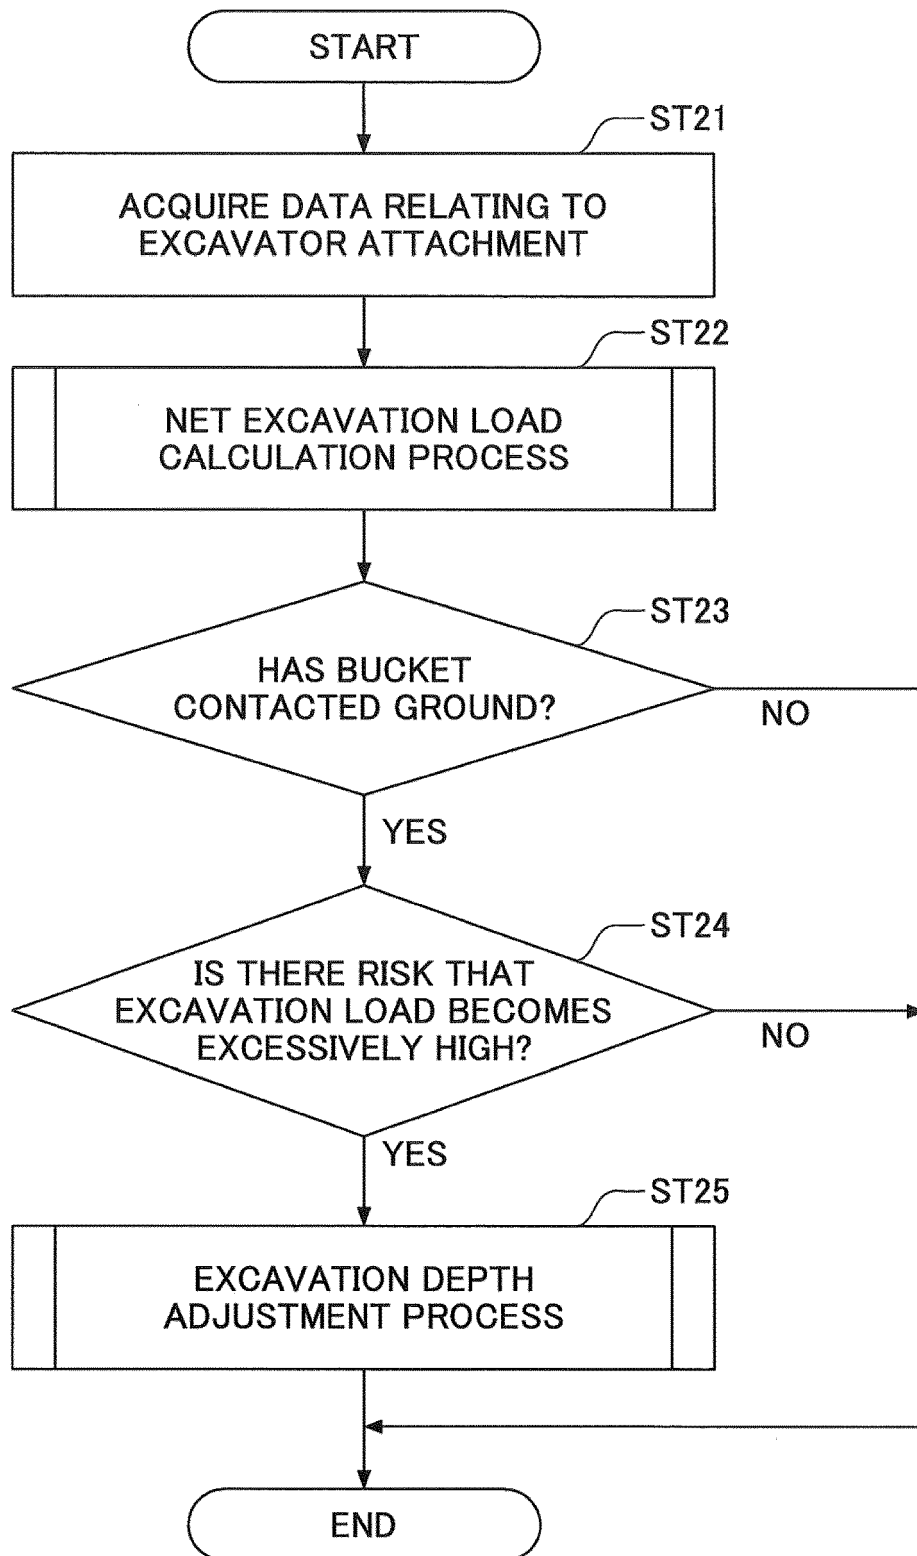 START
ST21
ACQUIRE DATA RELATING TO
EXCAVATOR ATTACHMENT
ST22
NET EXCAVATION LOAD
CALCULATION PROCESS
ST23
HAS BUCKET
CONTACTED GROUND?
NO
YES
ST24
IS THERE RISK THAT
EXCAVATION LOAD BECOMES
EXCESSIVELY HIGH?
NO
YES
ST25
EXCAVATION DEPTH
ADJUSTMENT PROCESS
END